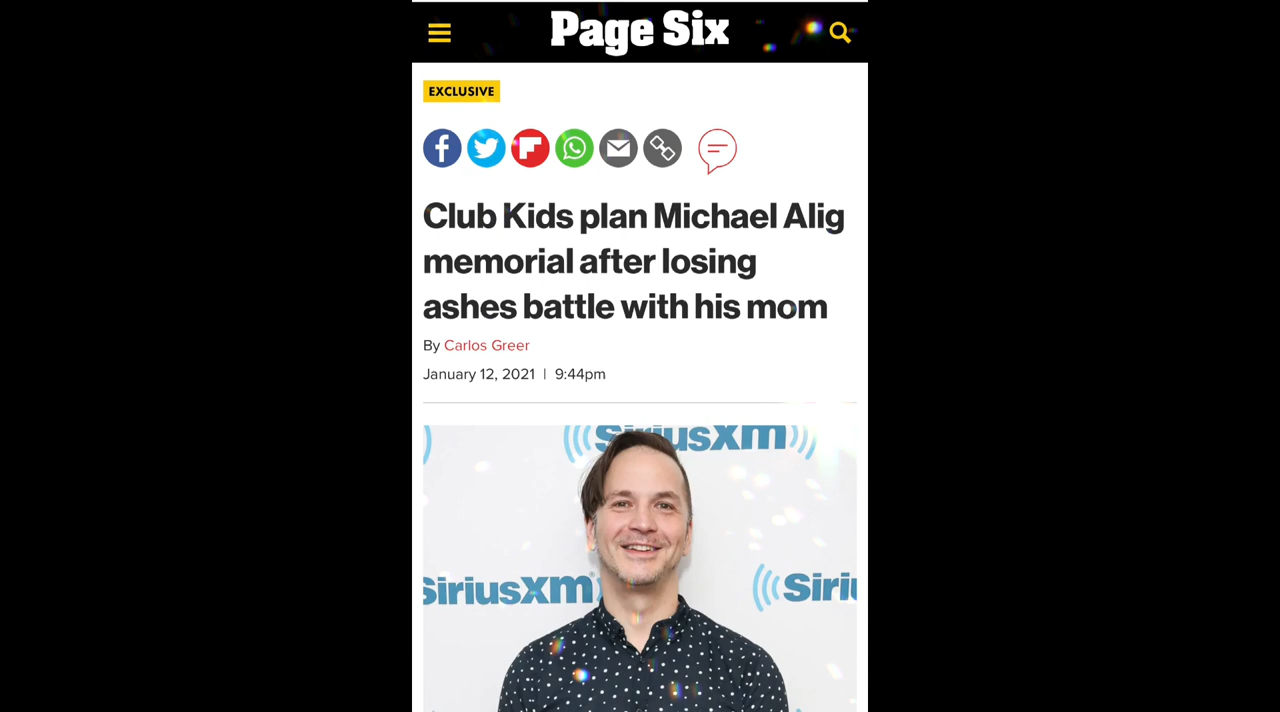 Page Six
EXCLUSIVE
Club Kids plan Michael Alig
memorial after losing
ashes battle with his mom
By Carlos Greer
January 12, 2021 | 9:44pm
SiriusXM
SiriusXM
Siri